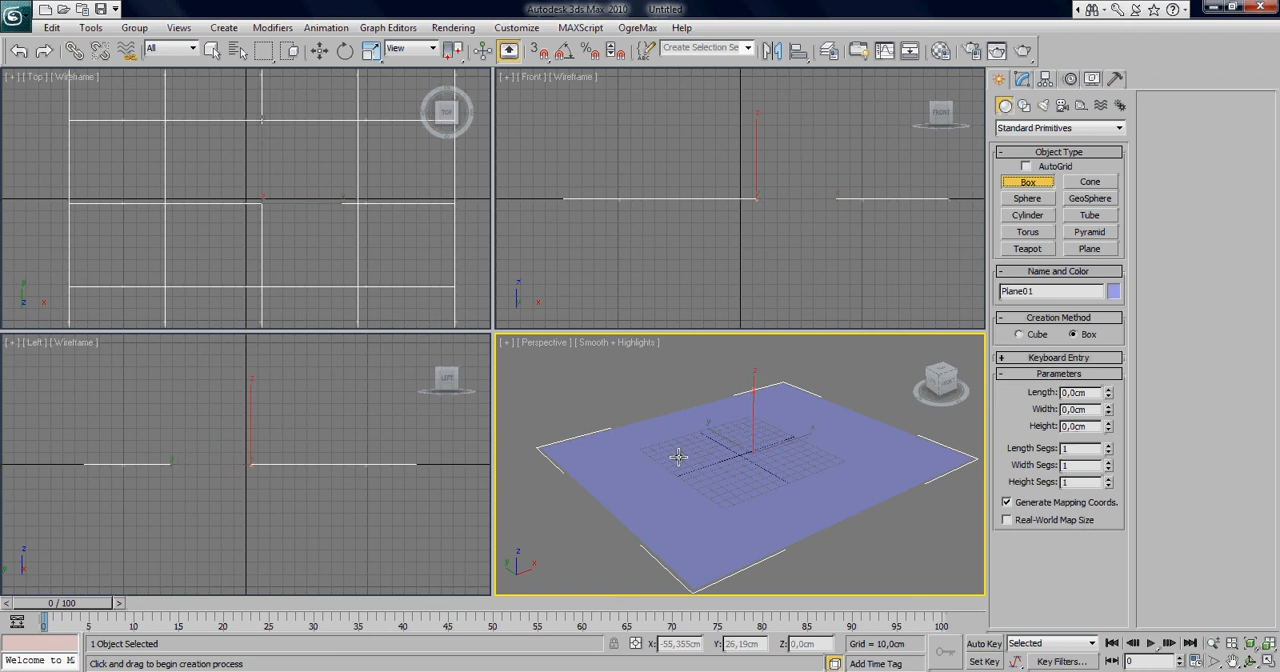 Autodesk 3ds Max 2010 Untitled
Edit Tools Group Views Create Modifiers Animation Graph Editors Rendering Customize MAXScript OgreMax Help
All View 3 Create Selection Se
[ + ] [ Top ] [ Wireframe ]
[ + ] [ Front ] [ Wireframe ]
TOP
FRONT
Standard Primitives
- Object Type
AutoGrid
Box Cone
Sphere GeoSphere
Cylinder Tube
Torus Pyramid
Teapot Plane
- Name and Color
Plane01
- Creation Method
Cube Box
+ Keyboard Entry
- Parameters
Length: 0,0cm
Width: 0,0cm
Height: 0,0cm
Length Segs: 1
Width Segs: 1
Height Segs: 1
Generate Mapping Coords.
Real-World Map Size
[ + ] [ Left ] [ Wireframe ]
[ + ] [ Perspective ] [ Smooth + Highlights ]
LEFT
< 0 / 100 >
0 5 10 15 20 25 30 35 40 45 50 55 60 65 70 75 80 85 90 95 100
1 Object Selected X: -55,355cm Y: 26,19cm Z: 0,0cm Grid = 10,0cm Auto Key Selected
Welcome to M Click and drag to begin creation process Add Time Tag Set Key Key Filters... 0